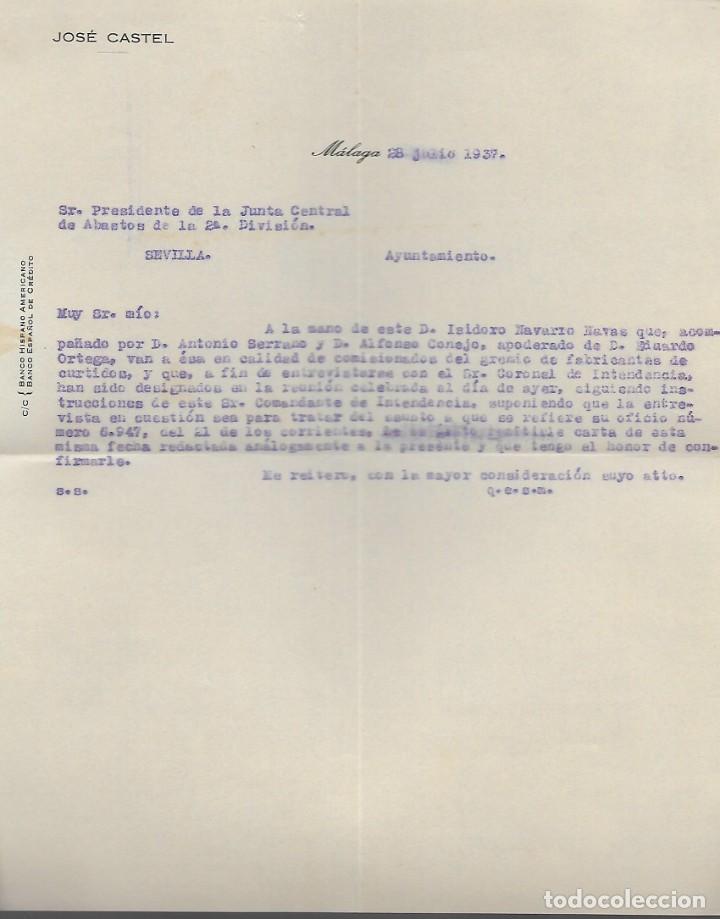 JOSÉ CASTEL
Málaga 28 julio 1937.
Sr. Presidente de la Junta Central
de Abastos de la 2ª. División.
SEVILLA. Ayuntamiento.
C/C { BANCO HISPANO AMERICANO
BANCO ESPAÑOL DE CRÉDITO
Muy Sr. mío:
A la mano de este D. Isidoro Navarro Navas que, acom-
pañado por D. Antonio Serrano y D. Alfonso Conejo, apoderado de D. Eduardo
Ortega, van a ésa en calidad de comisionados del gremio de fabricantes de
curtidos, y que, a fin de entrevistarse con el Sr. Coronel de Intendencia,
han sido designados en la reunión celebrada al día de ayer, siguiendo ins-
trucciones de este Sr. Comandante de Intendencia, suponiendo que la entre-
vista en cuestión sea para tratar del asunto a que se refiere su oficio nú-
mero 6.947, del 21 de los corrientes, carta de esta
misma fecha redactada análogamente a la presente y que tengo el honor de con-
firmarle.
Me reitero, con la mayor consideración suyo atto.
s.s. q.e.s.m.
todocoleccion